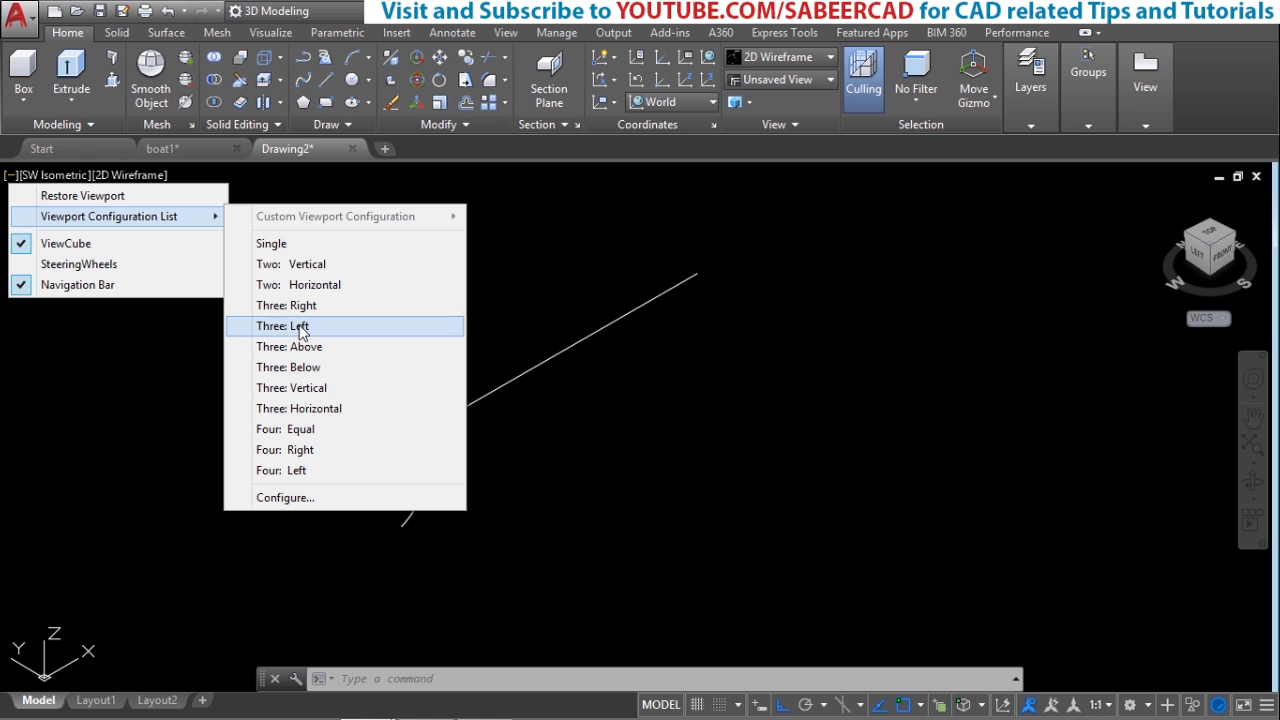 Visit and Subscribe to YOUTUBE.COM/SABEERCAD for CAD related Tips and Tutorials
3D Modeling
Home Solid Surface Mesh Visualize Parametric Insert Annotate View Manage Output Add-ins A360 Express Tools Featured Apps BIM 360 Performance
2D Wireframe
Unsaved View
World
Box Extrude Smooth Object Section Plane Culling No Filter Move Gizmo Layers Groups View
Modeling Mesh Solid Editing Draw Modify Section Coordinates View Selection
Start boat1* Drawing2*
[−][SW Isometric][2D Wireframe]
Restore Viewport
Viewport Configuration List
ViewCube
SteeringWheels
Navigation Bar
Custom Viewport Configuration
Single
Two: Vertical
Two: Horizontal
Three: Right
Three: Left
Three: Above
Three: Below
Three: Vertical
Three: Horizontal
Four: Equal
Four: Right
Four: Left
Configure...
TOP
LEFT FRONT
W S
WCS
Z
Y X
Type a command
Model Layout1 Layout2
MODEL 1:1